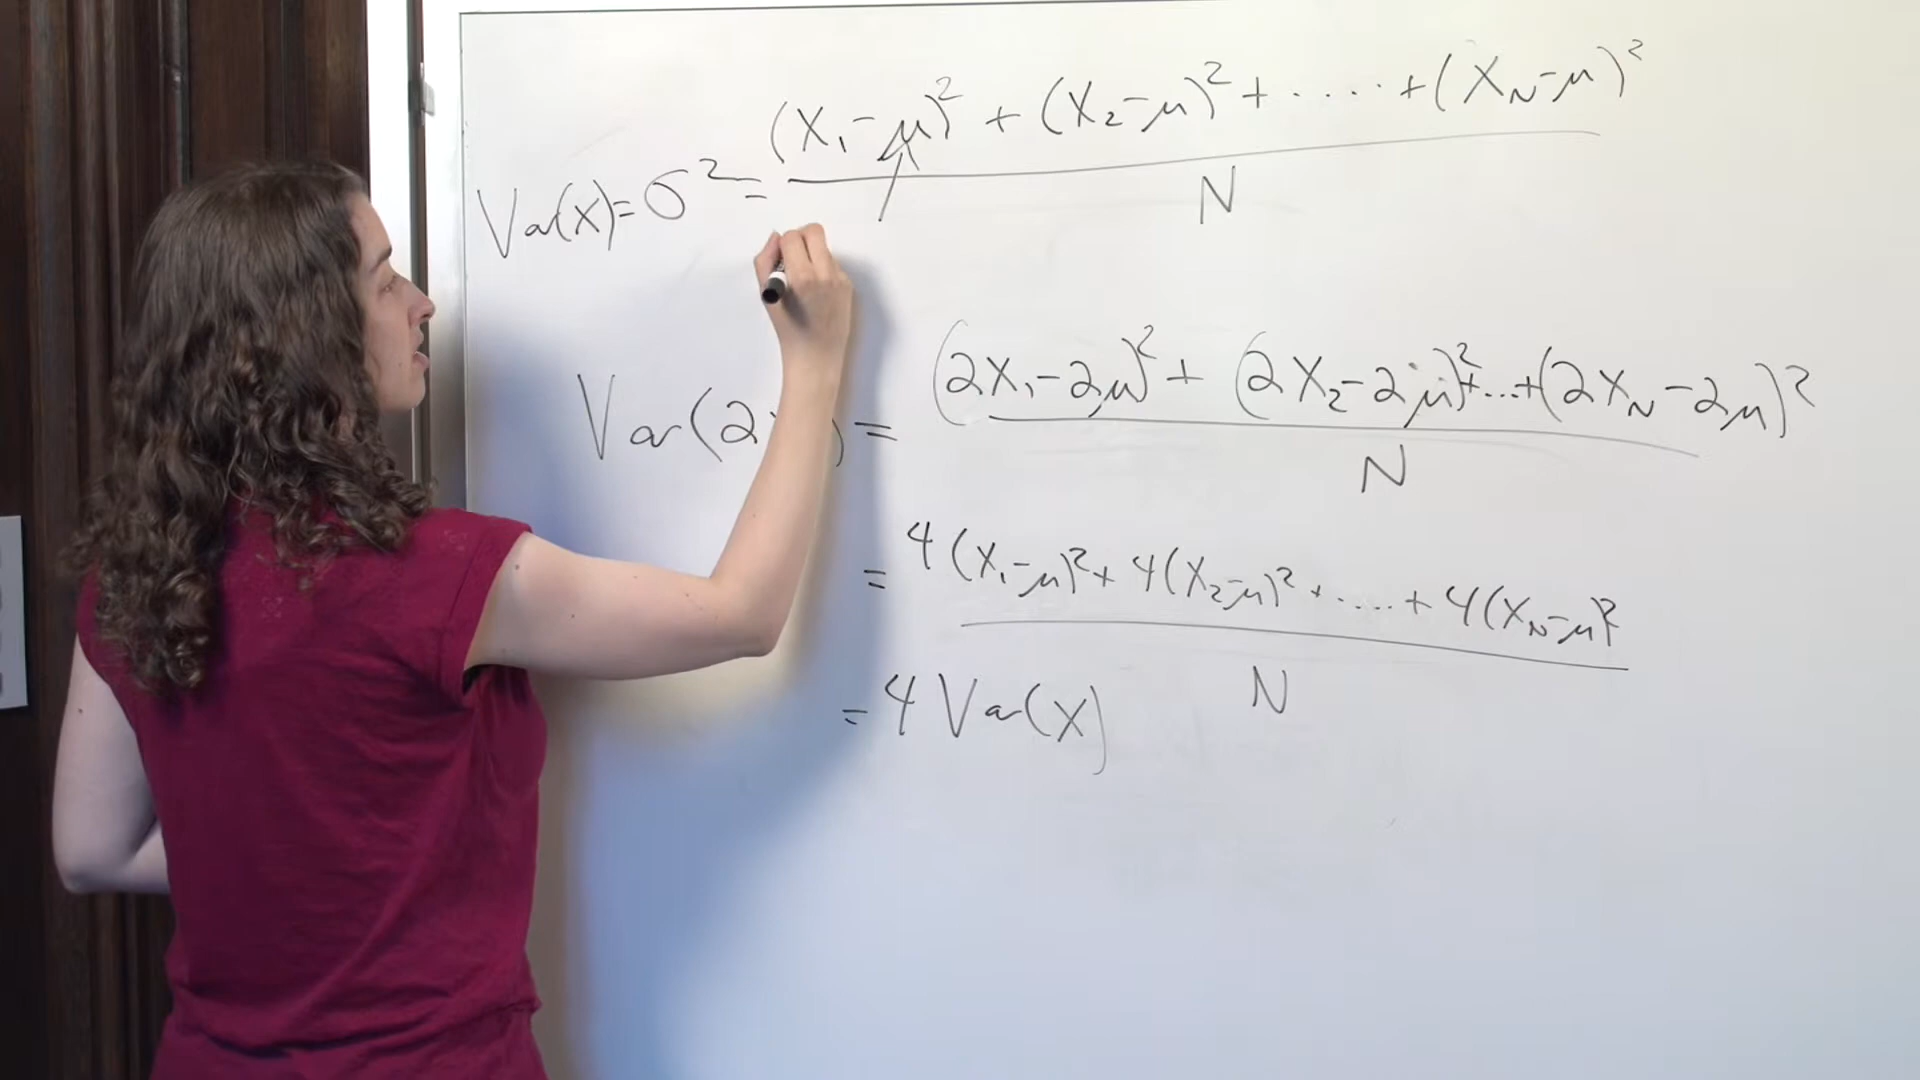 Var(X) = σ² = (X₁-μ)² + (X₂-μ)² + ..... + (X_N-μ)²
N
Var(2 ) = (2X₁-2μ)² + (2X₂-2μ)² + ... + (2X_N-2μ)²
N
= 4(X₁-μ)² + 4(X₂-μ)² + ..... + 4(X_N-μ)²
N
= 4 Var(X)